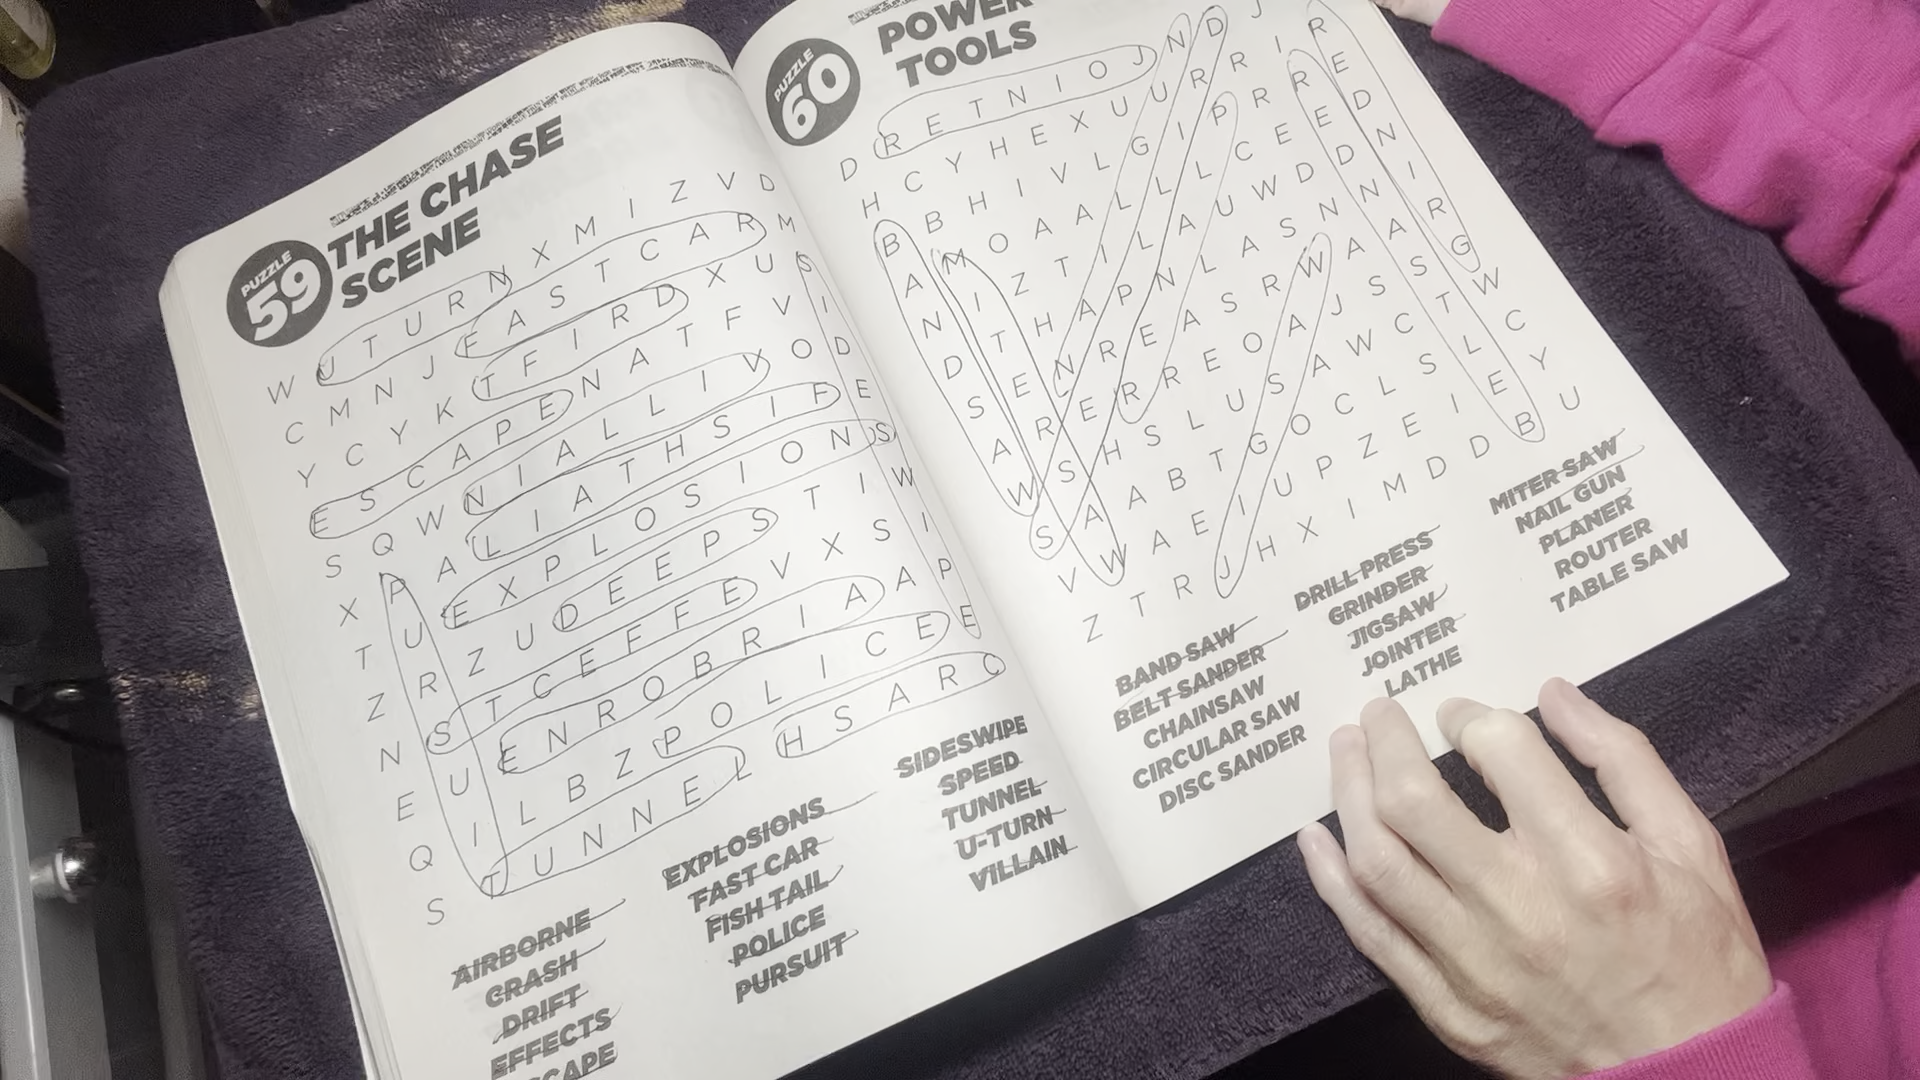 PUZZLE
59
THE CHASE
SCENE
W U T U R N X M I Z V D
C M N J F A S T C A R M
Y C Y K T F I R D X U S
E S C A P E N A T F V I
S Q W N I A L L I V O D
X P A L I A T H S I F E
T U E X P L O S I O N S
Z R Z U D E E P S T I W
N S T C E F F E V X S I
E U E N R O B R I A A P
Q I L B Z P O L I C E E
S T U N N E L H S A R C
AIRBORNE
CRASH
DRIFT
EFFECTS
EXPLOSIONS
FAST CAR
FISH TAIL
POLICE
PURSUIT
SIDESWIPE
SPEED
TUNNEL
U-TURN
VILLAIN
PUZZLE
60
POWER
TOOLS
D R E T N I O J N D J
H C Y H E X U U R R I R
B B H I V L G I P R R E
A M O A A L L L C E E D
N I Z T I L A U W D D N
D T H A P N L A S N N I
S E N R E A S R W A A R
A R E R R E O A J S S G
W S H S L U S A W C T W
S A A B T G O C L S L C
V W A E I U P Z E I E Y
Z T R J H X I M D D B U
BAND SAW
BELT SANDER
CHAINSAW
CIRCULAR SAW
DISC SANDER
DRILL PRESS
GRINDER
JIGSAW
JOINTER
LATHE
MITER SAW
NAIL GUN
PLANER
ROUTER
TABLE SAW